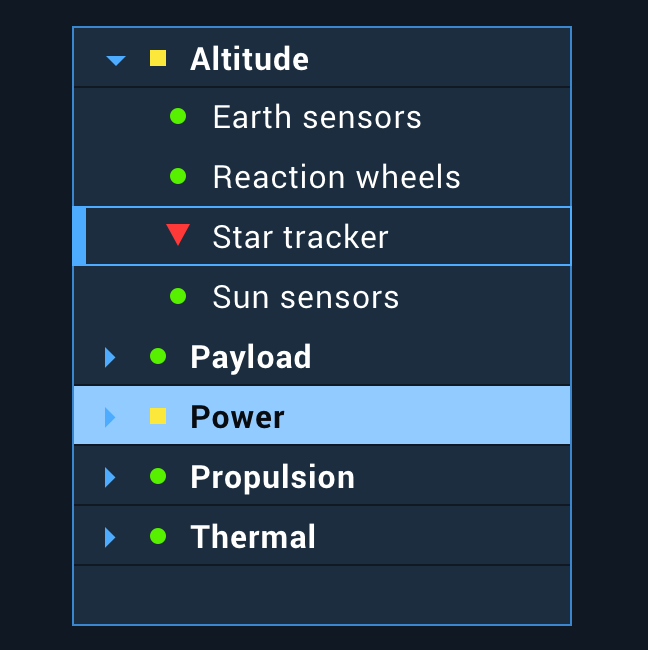 Altitude
Earth sensors
Reaction wheels
Star tracker
Sun sensors
Payload
Power
Propulsion
Thermal